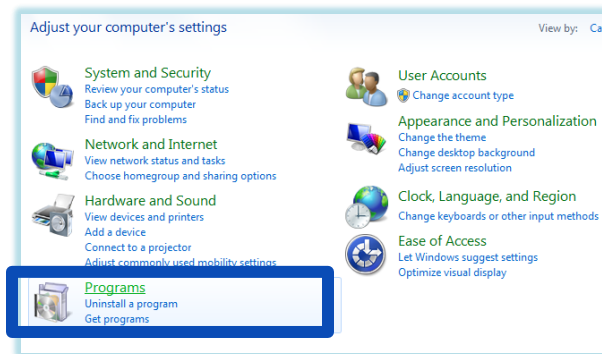 Adjust your computer's settings
View by: Ca
System and Security
Review your computer's status
Back up your computer
Find and fix problems
Network and Internet
View network status and tasks
Choose homegroup and sharing options
Hardware and Sound
View devices and printers
Add a device
Connect to a projector
Adjust commonly used mobility settings
Programs
Uninstall a program
Get programs
User Accounts
Change account type
Appearance and Personalization
Change the theme
Change desktop background
Adjust screen resolution
Clock, Language, and Region
Change keyboards or other input methods
Ease of Access
Let Windows suggest settings
Optimize visual display